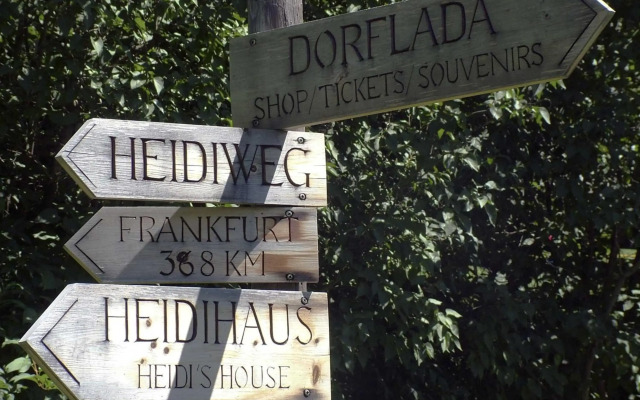 DORFLADA
SHOP/TICKETS/SOUVENIRS
HEIDIWEG
FRANKFURT
368 KM
HEIDIHAUS
HEIDI'S HOUSE